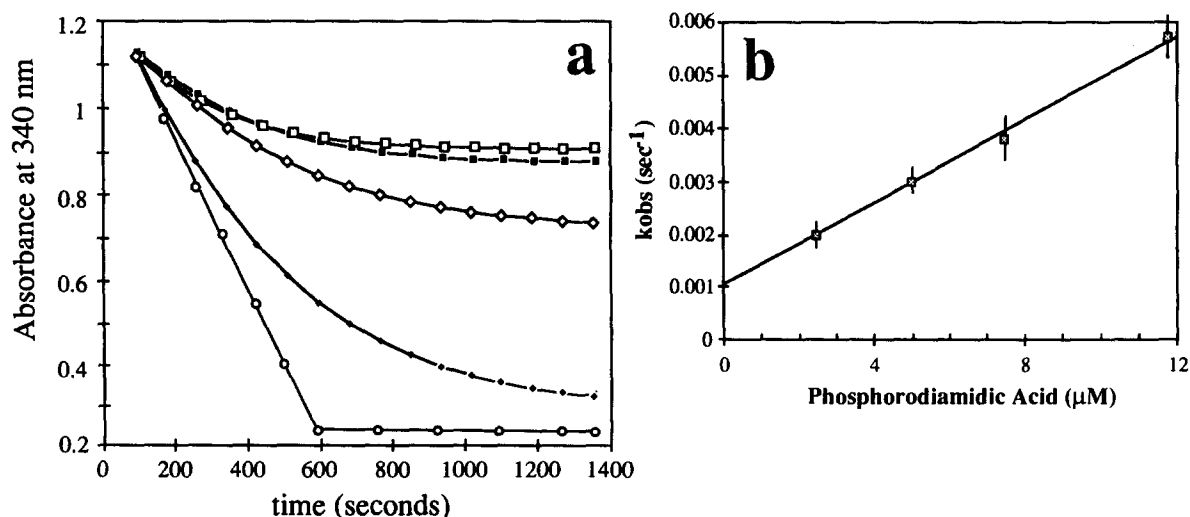 a
1.2
1
0.8
0.6
0.4
0.2
Absorbance at 340 nm
0 200 400 600 800 1000 1200 1400
time (seconds)
b
0.006
0.005
0.004
0.003
0.002
0.001
0
kobs (sec-1)
0 4 8 12
Phosphorodiamidic Acid (μM)